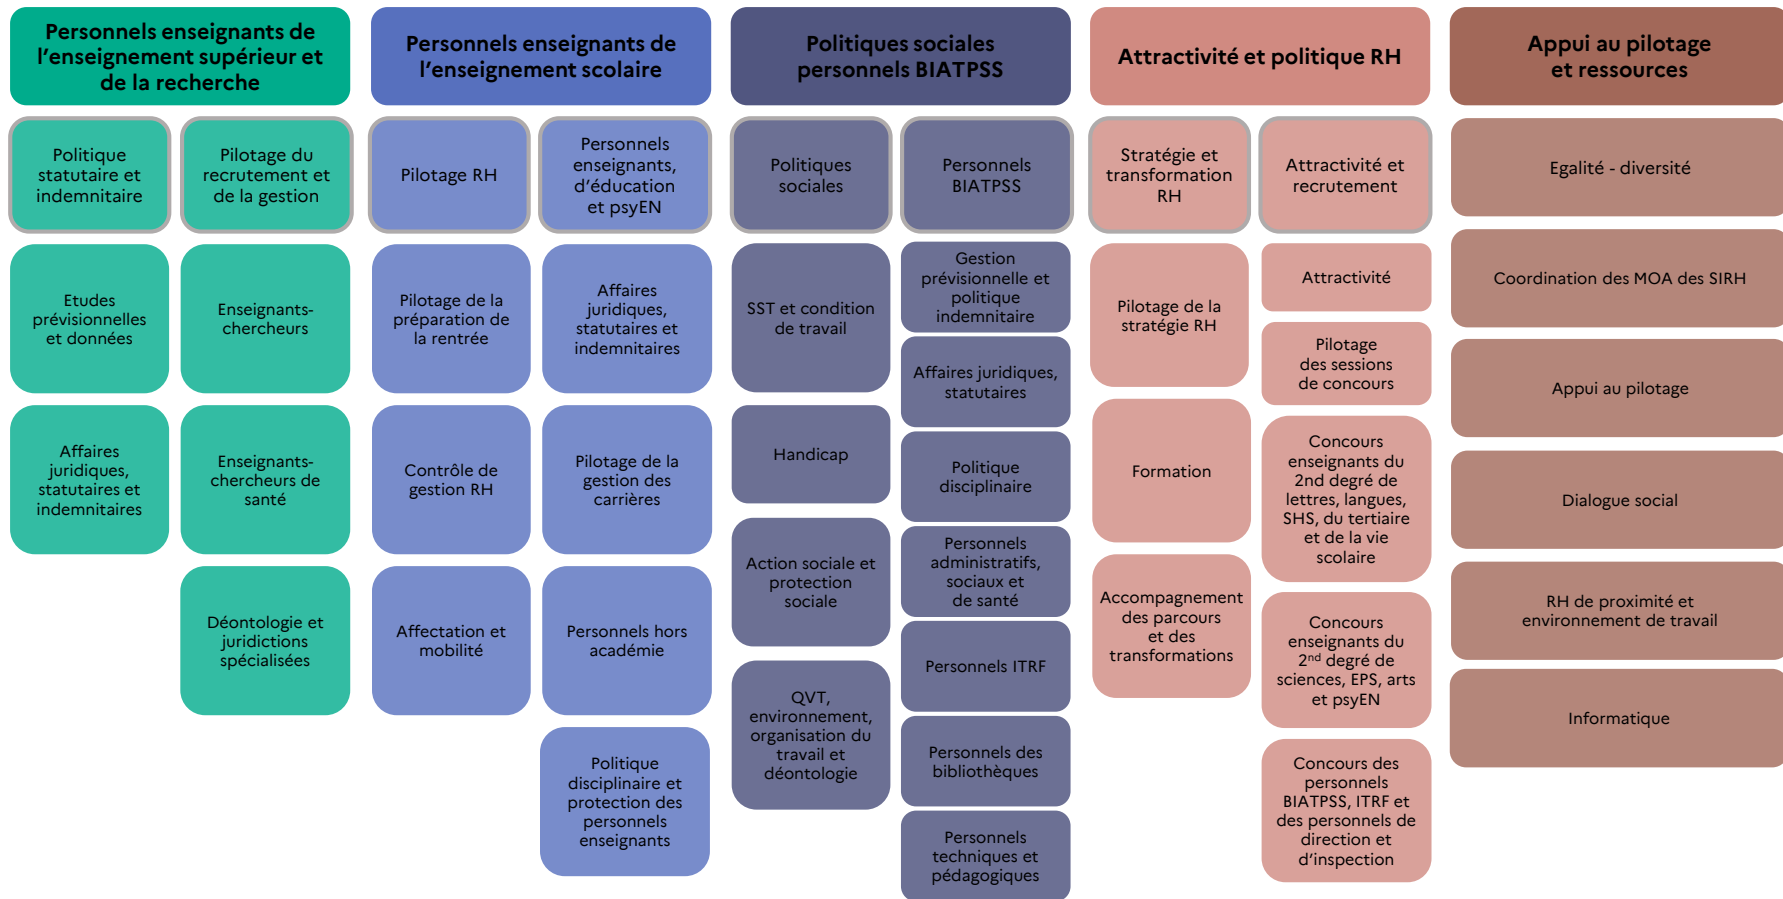 Personnels enseignants de
l'enseignement supérieur et
de la recherche
Politique
statutaire et
indemnitaire
Etudes
prévisionnelles
et données
Affaires
juridiques,
statutaires et
indemnitaires
Pilotage du
recrutement et
de la gestion
Enseignants-
chercheurs
Enseignants-
chercheurs de
santé
Déontologie et
juridictions
spécialisées
Personnels enseignants de
l'enseignement scolaire
Pilotage RH
Pilotage de la
préparation de
la rentrée
Contrôle de
gestion RH
Affectation et
mobilité
Personnels
enseignants,
d'éducation
et psyEN
Affaires
juridiques,
statutaires et
indemnitaires
Pilotage de la
gestion des
carrières
Personnels hors
académie
Politique
disciplinaire et
protection des
personnels
enseignants
Politiques sociales
personnels BIATPSS
Politiques
sociales
SST et condition
de travail
Handicap
Action sociale et
protection
sociale
QVT,
environnement,
organisation du
travail et
déontologie
Personnels
BIATPSS
Gestion
prévisionnelle et
politique
indemnitaire
Affaires juridiques,
statutaires
Politique
disciplinaire
Personnels
administratifs,
sociaux et
de santé
Personnels ITRF
Personnels des
bibliothèques
Personnels
techniques et
pédagogiques
Attractivité et politique RH
Stratégie et
transformation
RH
Pilotage de la
stratégie RH
Formation
Accompagnement
des parcours
et des
transformations
Attractivité et
recrutement
Attractivité
Pilotage
des sessions
de concours
Concours
enseignants du
2nd degré de
lettres, langues,
SHS, du tertiaire
et de la vie
scolaire
Concours
enseignants du
2nd degré de
sciences, EPS, arts
et psyEN
Concours des
personnels
BIATPSS, ITRF et
des personnels de
direction et
d'inspection
Appui au pilotage
et ressources
Egalité - diversité
Coordination des MOA des SIRH
Appui au pilotage
Dialogue social
RH de proximité et
environnement de travail
Informatique